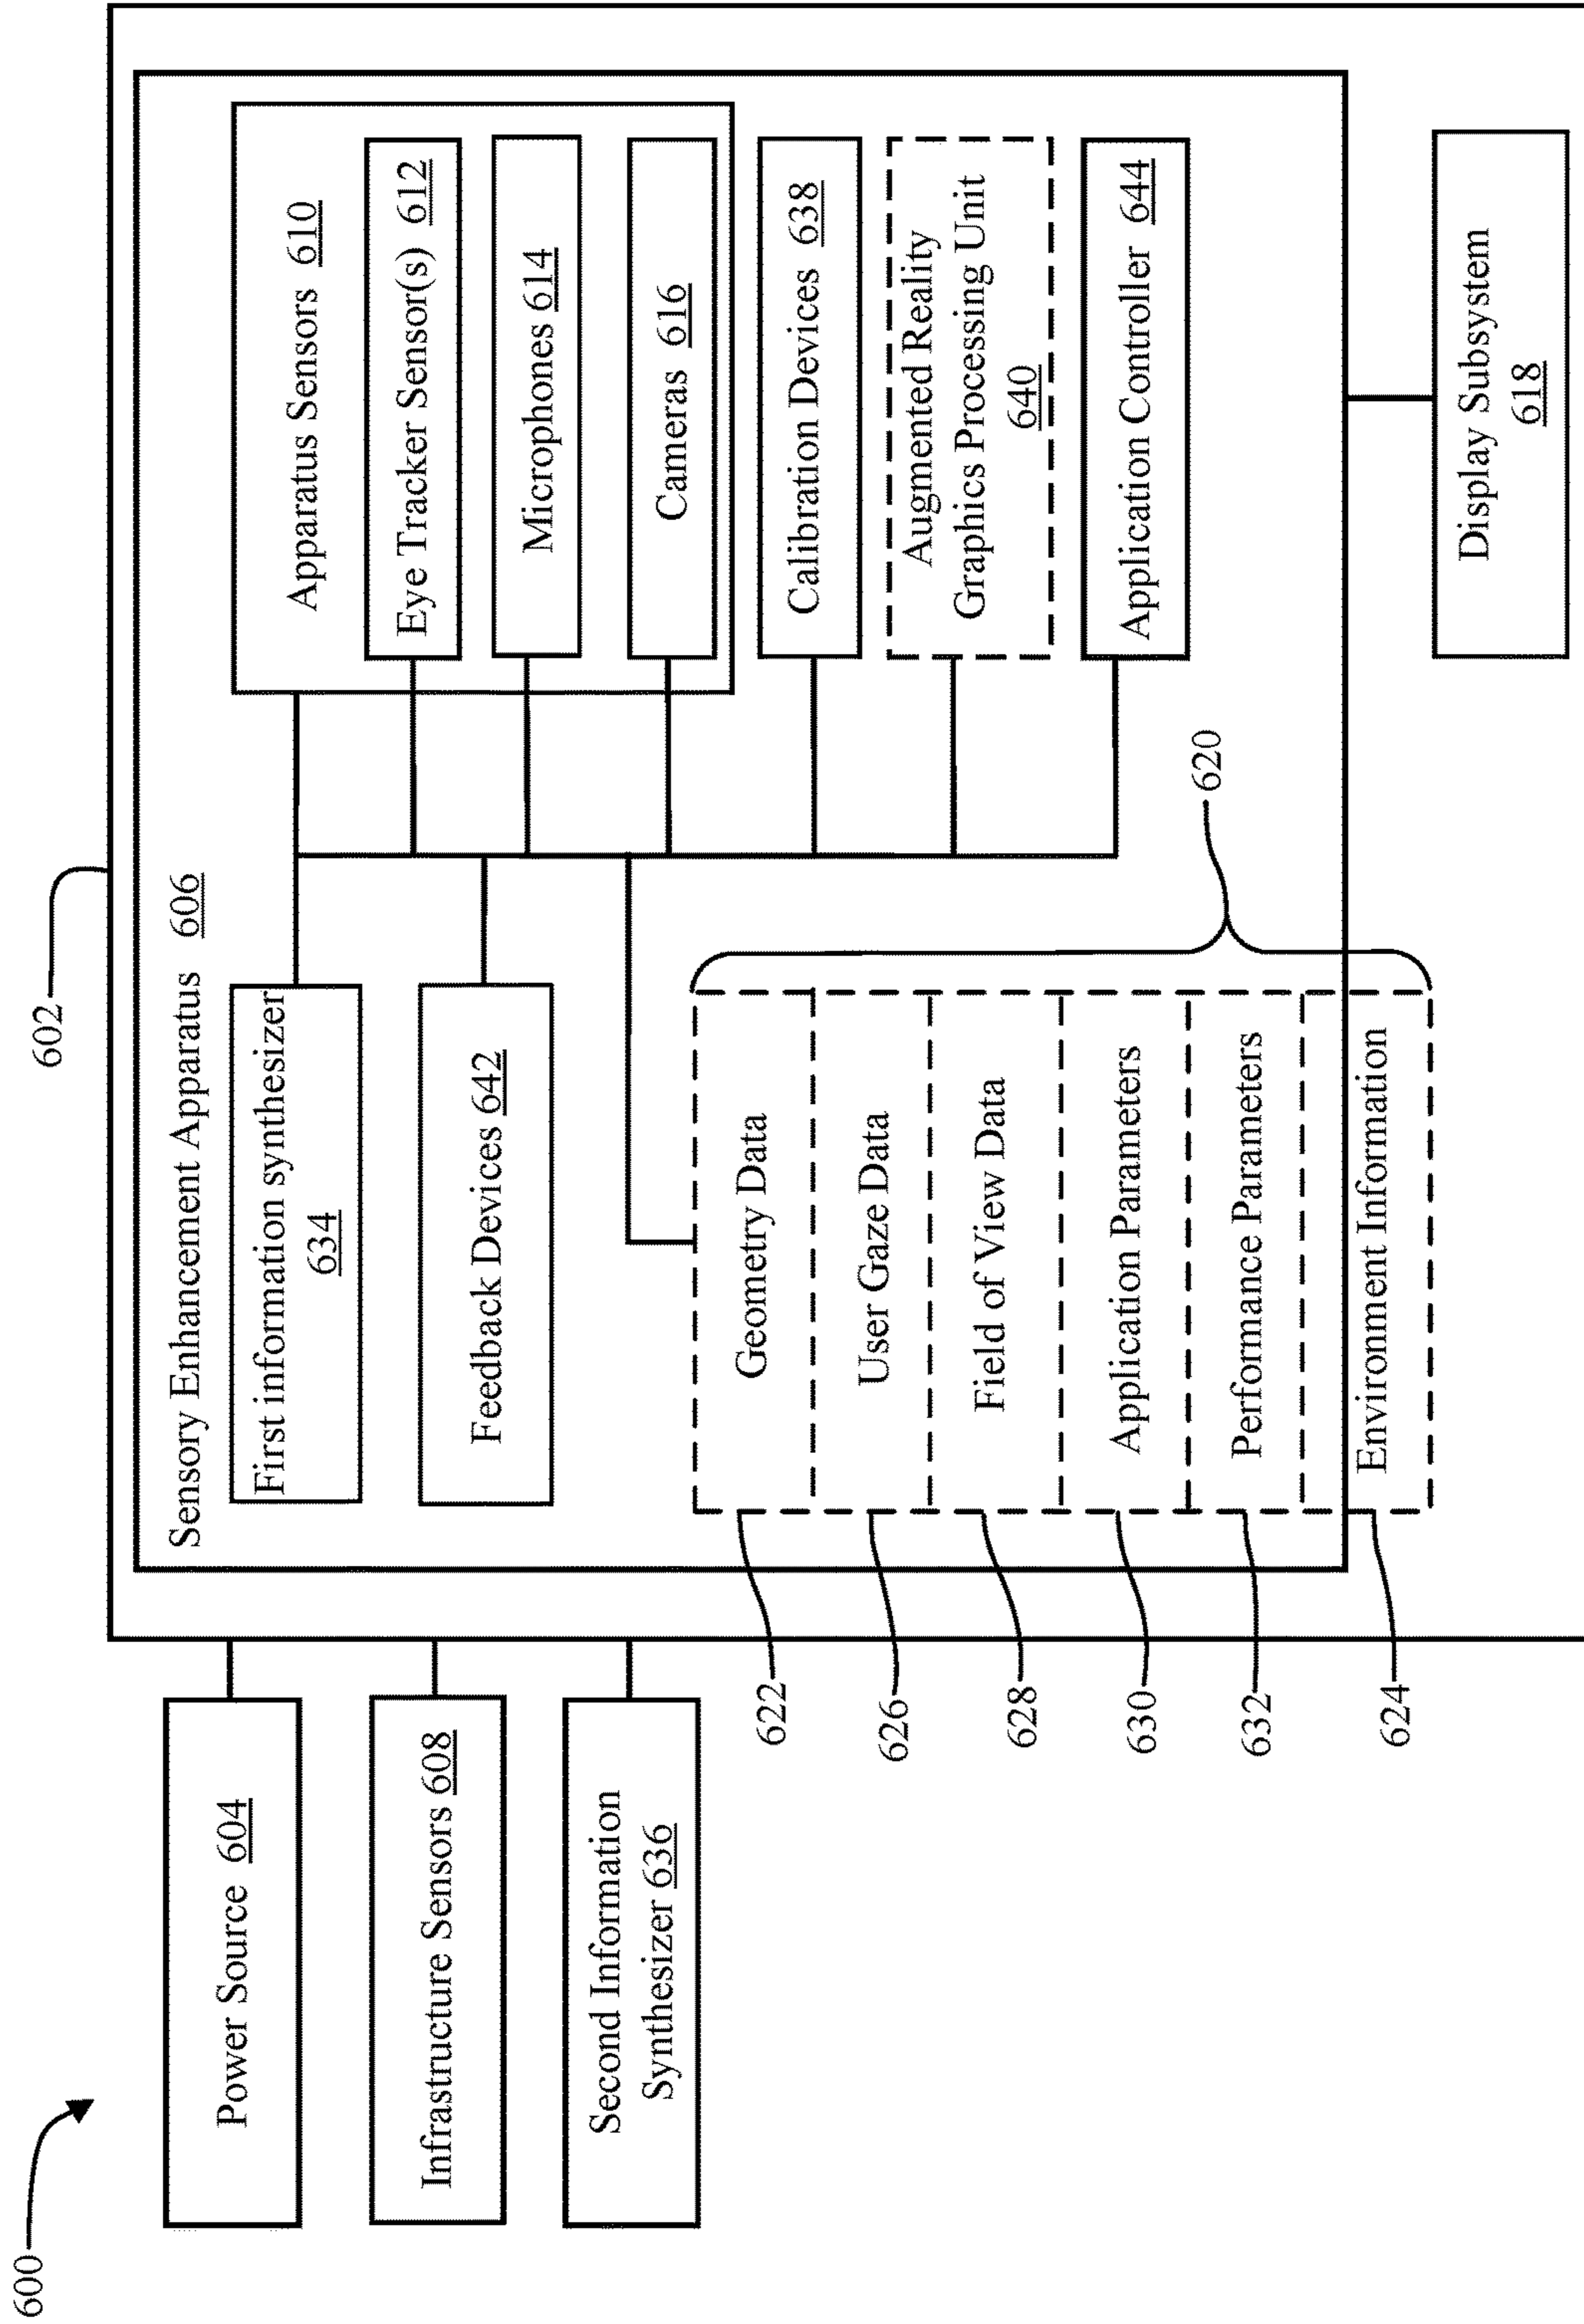 600
602
Power Source 604
Infrastructure Sensors 608
Second Information
Synthesizer 636
Sensory Enhancement Apparatus 606
First information synthesizer
634
Feedback Devices 642
Apparatus Sensors 610
Eye Tracker Sensor(s) 612
Microphones 614
Cameras 616
Calibration Devices 638
Augmented Reality
Graphics Processing Unit
640
Application Controller 644
620
622
Geometry Data
626
User Gaze Data
628
Field of View Data
630
Application Parameters
632
Performance Parameters
624
Environment Information
Display Subsystem
618